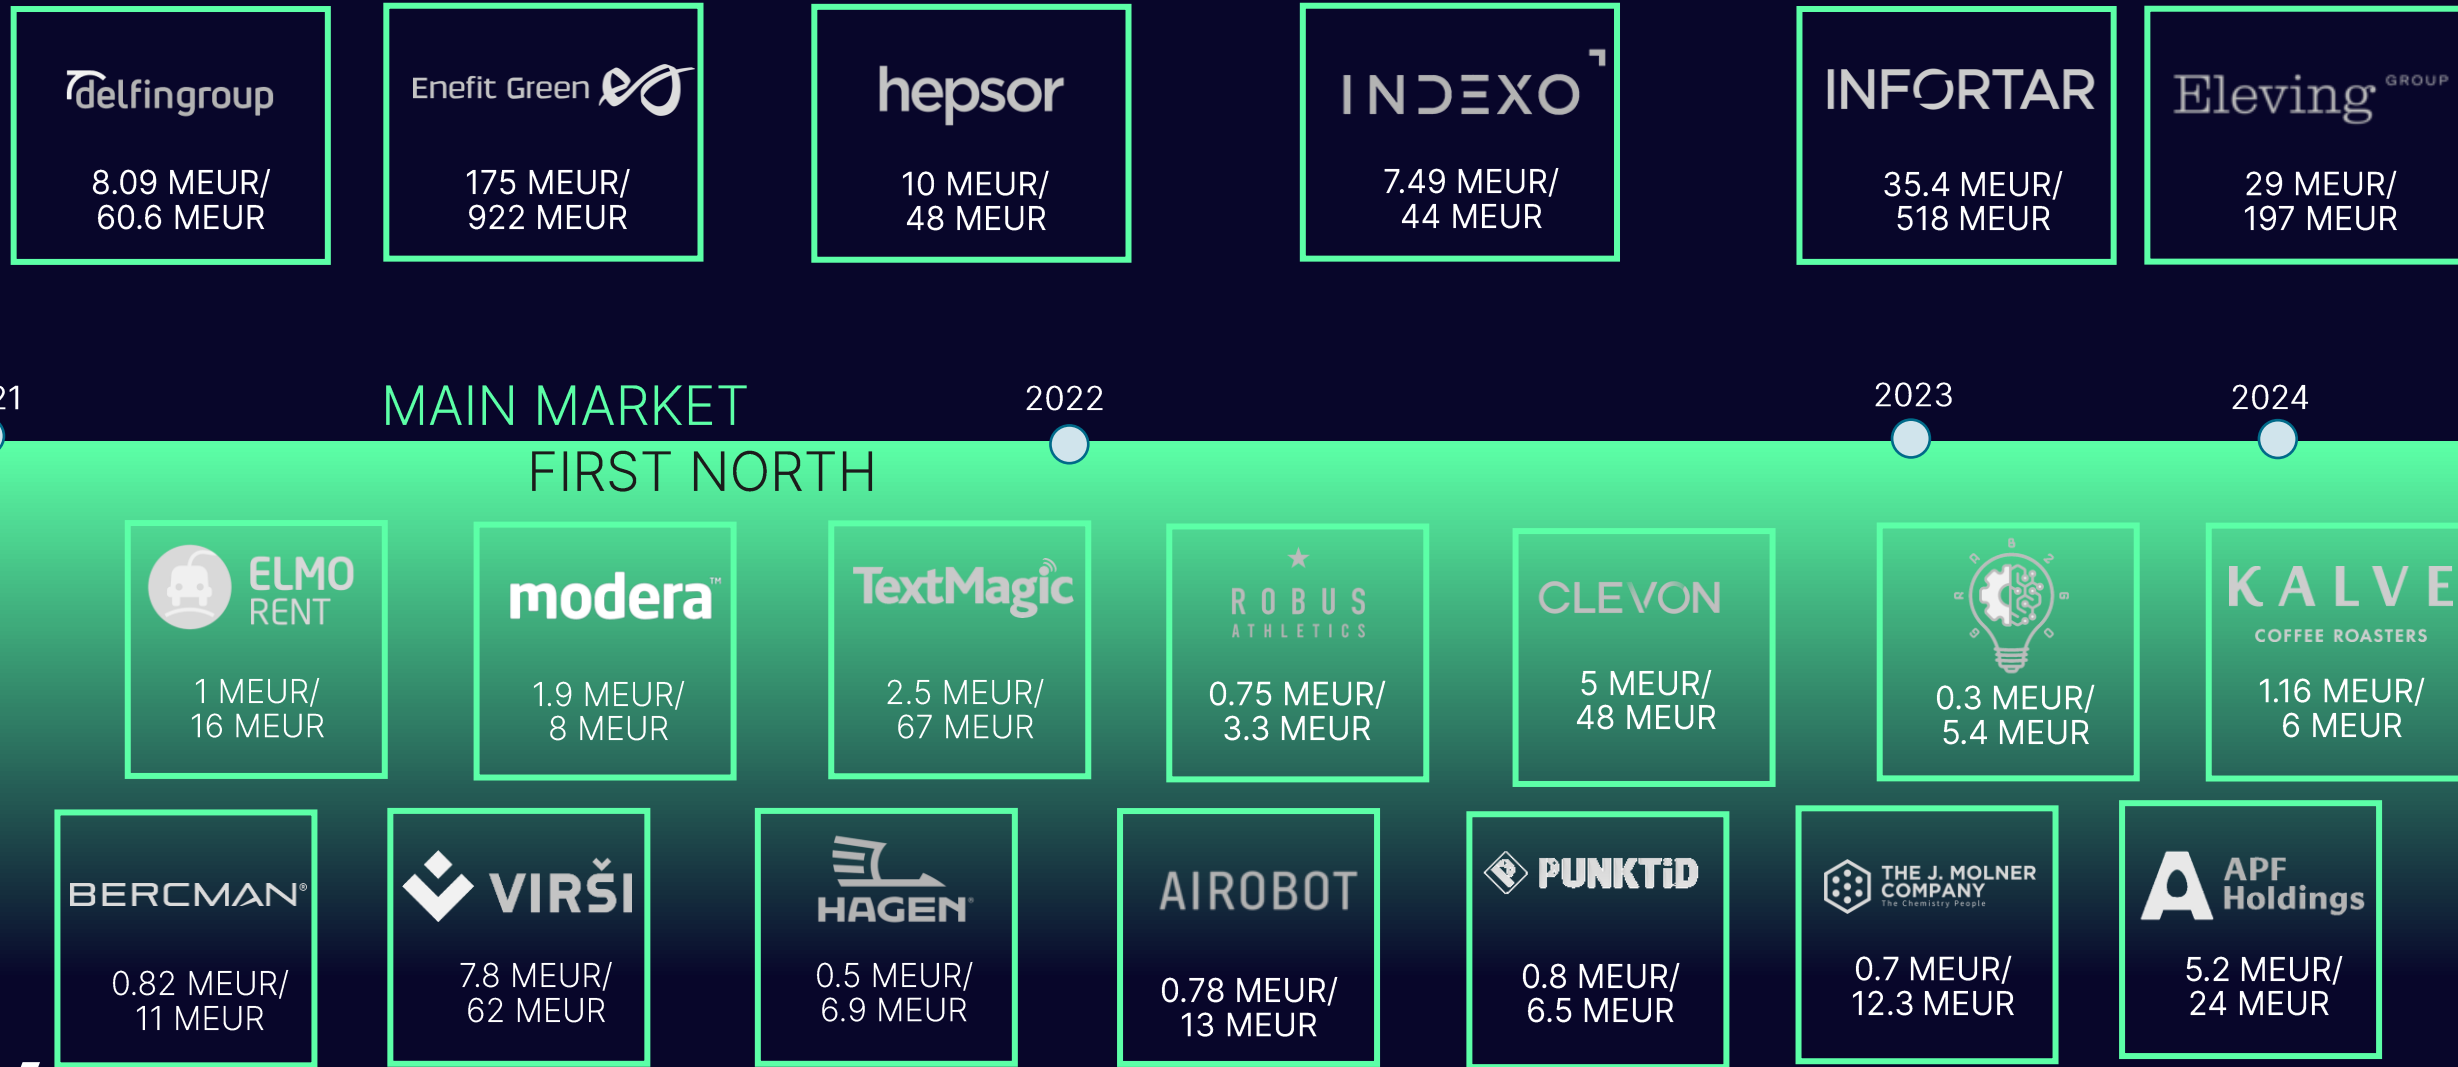 delfingroup
8.09 MEUR/
60.6 MEUR
Enefit Green
175 MEUR/
922 MEUR
hepsor
10 MEUR/
48 MEUR
INDEXO
7.49 MEUR/
44 MEUR
INFORTAR
35.4 MEUR/
518 MEUR
Eleving GROUP
29 MEUR/
197 MEUR
21
MAIN MARKET
2022
2023
2024
FIRST NORTH
ELMO
RENT
1 MEUR/
16 MEUR
modera™
1.9 MEUR/
8 MEUR
TextMagic
2.5 MEUR/
67 MEUR
ROBUS
ATHLETICS
0.75 MEUR/
3.3 MEUR
CLEVON
5 MEUR/
48 MEUR
0.3 MEUR/
5.4 MEUR
KALVE
COFFEE ROASTERS
1.16 MEUR/
6 MEUR
BERCMAN®
0.82 MEUR/
11 MEUR
VIRŠI
7.8 MEUR/
62 MEUR
HAGEN
0.5 MEUR/
6.9 MEUR
AIROBOT
0.78 MEUR/
13 MEUR
PUNKTiD
0.8 MEUR/
6.5 MEUR
THE J. MOLNER
COMPANY
The Chemistry People
0.7 MEUR/
12.3 MEUR
APF
Holdings
5.2 MEUR/
24 MEUR